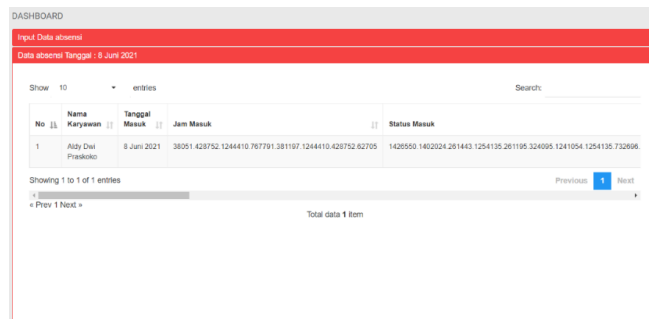 DASHBOARD
Input Data absensi
Data absensi Tanggal : 8 Juni 2021
Show 10 entries Search:
No Nama Karyawan Tanggal Masuk Jam Masuk Status Masuk
1 Aldy Dwi Praskoko 8 Juni 2021 38051.428752.1244410.767791.381197.1244410.428752.62705 1426550.1402024.261443.1254135.261195.324095.1241054.1254135.732696.
Showing 1 to 1 of 1 entries Previous 1 Next
« Prev 1 Next »
Total data 1 item